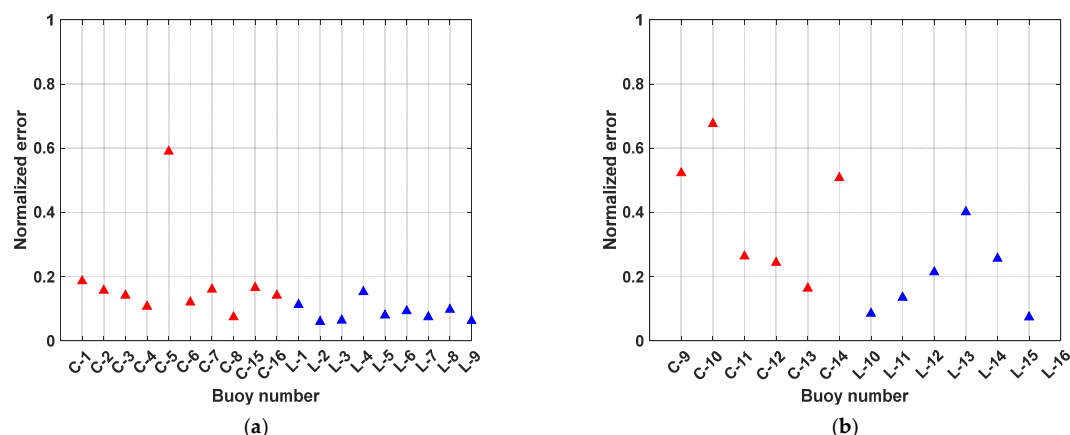 1
0.8
0.6
0.4
0.2
0
Normalized error
C-1 C-2 C-3 C-4 C-5 C-6 C-7 C-8 C-15 C-16 L-1 L-2 L-3 L-4 L-5 L-6 L-7 L-8 L-9
Buoy number
(a)
1
0.8
0.6
0.4
0.2
0
Normalized error
C-9 C-10 C-11 C-12 C-13 C-14 L-10 L-11 L-12 L-13 L-14 L-15 L-16
Buoy number
(b)